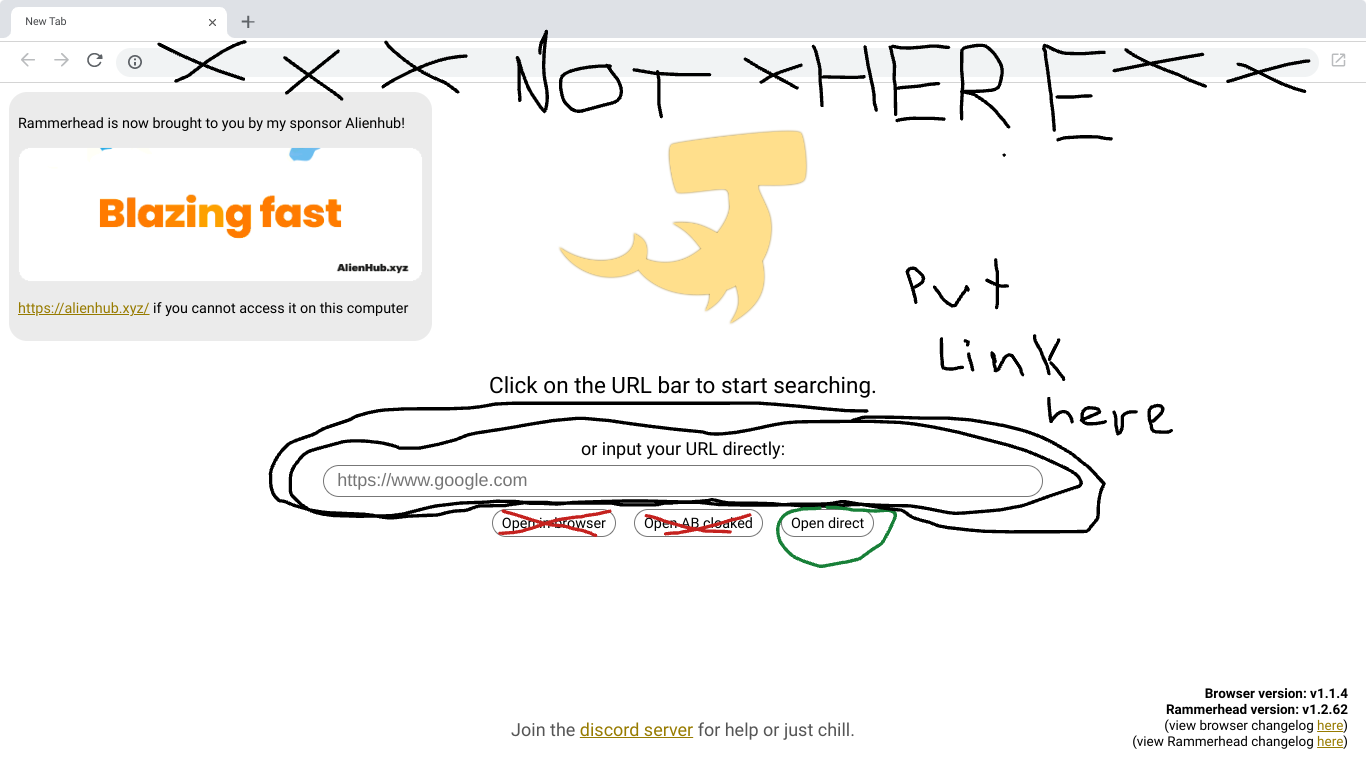 New Tab
X X X NOT X HERE X X
Rammerhead is now brought to you by my sponsor Alienhub!
Blazing fast
AlienHub.xyz
https://alienhub.xyz/ if you cannot access it on this computer
Put
Link
here
Click on the URL bar to start searching.
or input your URL directly:
https://www.google.com
Open in browser
Open AB cloaked
Open direct
Browser version: v1.1.4
Rammerhead version: v1.2.62
(view browser changelog here)
(view Rammerhead changelog here)
Join the discord server for help or just chill.